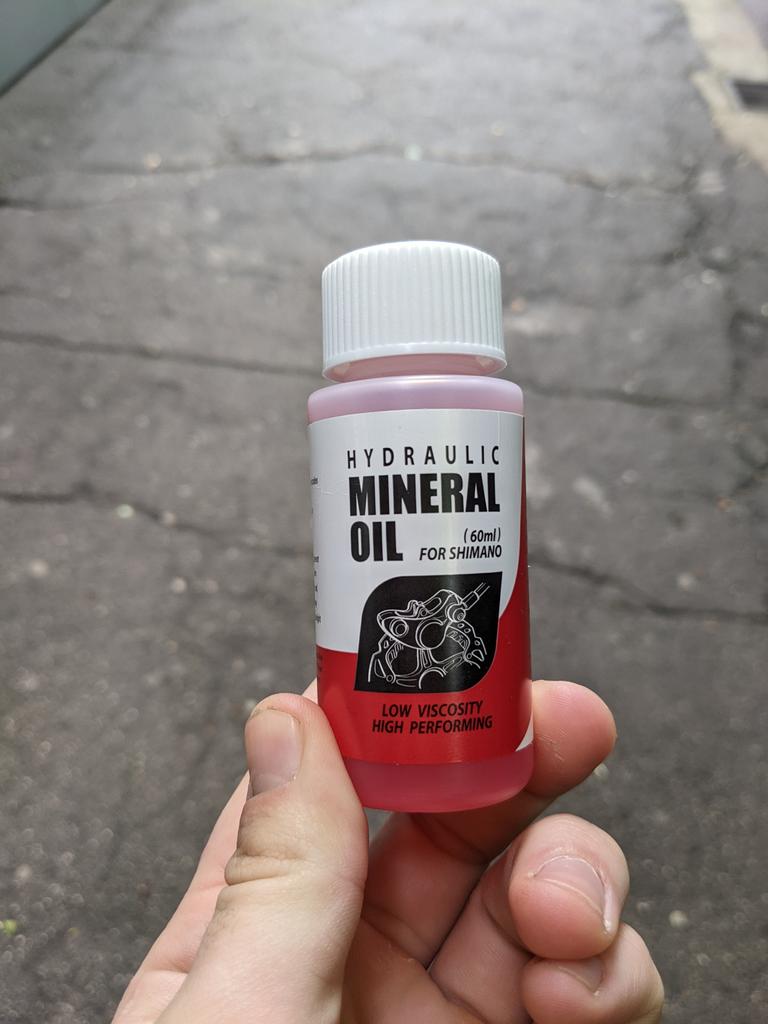 HYDRAULIC
MINERAL
OIL
(60ml)
FOR SHIMANO
LOW VISCOSITY
HIGH PERFORMING